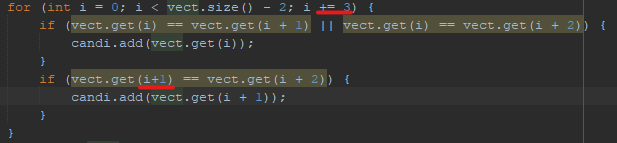 for (int i = 0; i < vect.size() - 2; i += 3) {
if (vect.get(i) == vect.get(i + 1) || vect.get(i) == vect.get(i + 2)) {
candi.add(vect.get(i));
}
if (vect.get(i+1) == vect.get(i + 2)) {
candi.add(vect.get(i + 1));
}
}